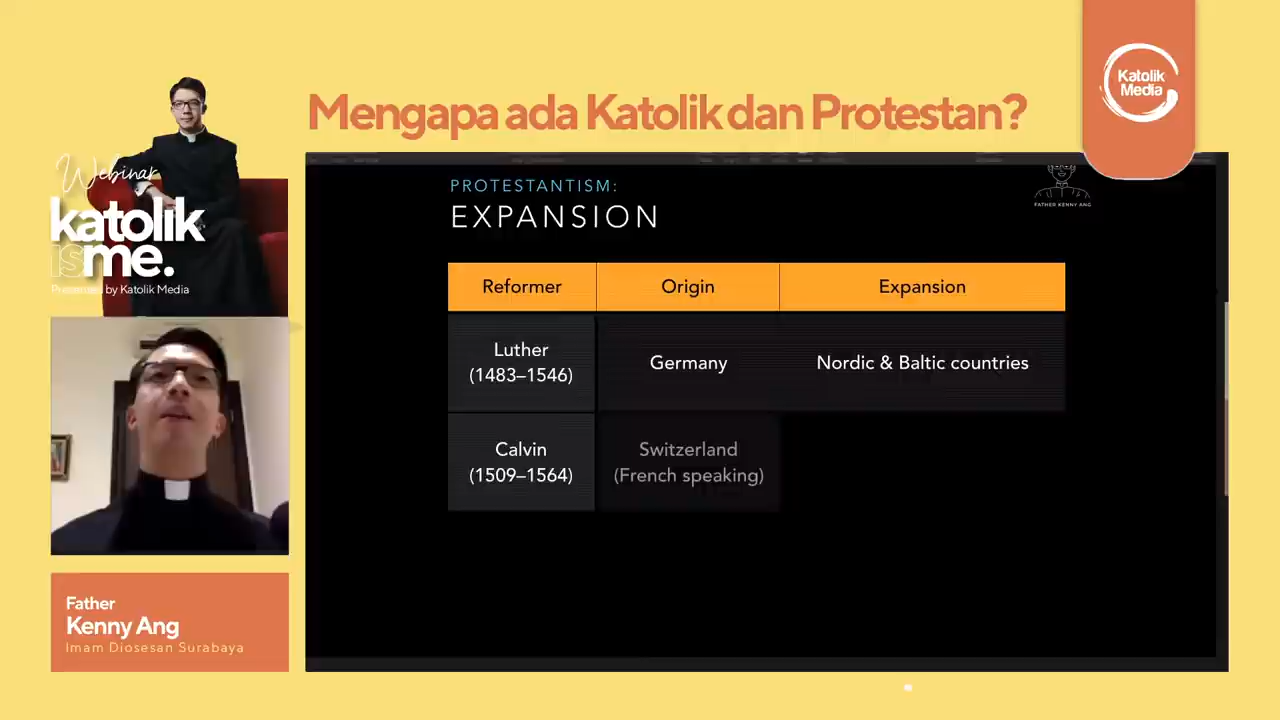 Mengapa ada Katolik dan Protestan?
Katolik
Media
Webinar
katolik
isme.
Presented by Katolik Media
PROTESTANTISM:
EXPANSION
FATHER KENNY ANG
Reformer
Origin
Expansion
Luther
(1483–1546)
Germany
Nordic & Baltic countries
Calvin
(1509–1564)
Switzerland
(French speaking)
Father
Kenny Ang
Imam Diosesan Surabaya